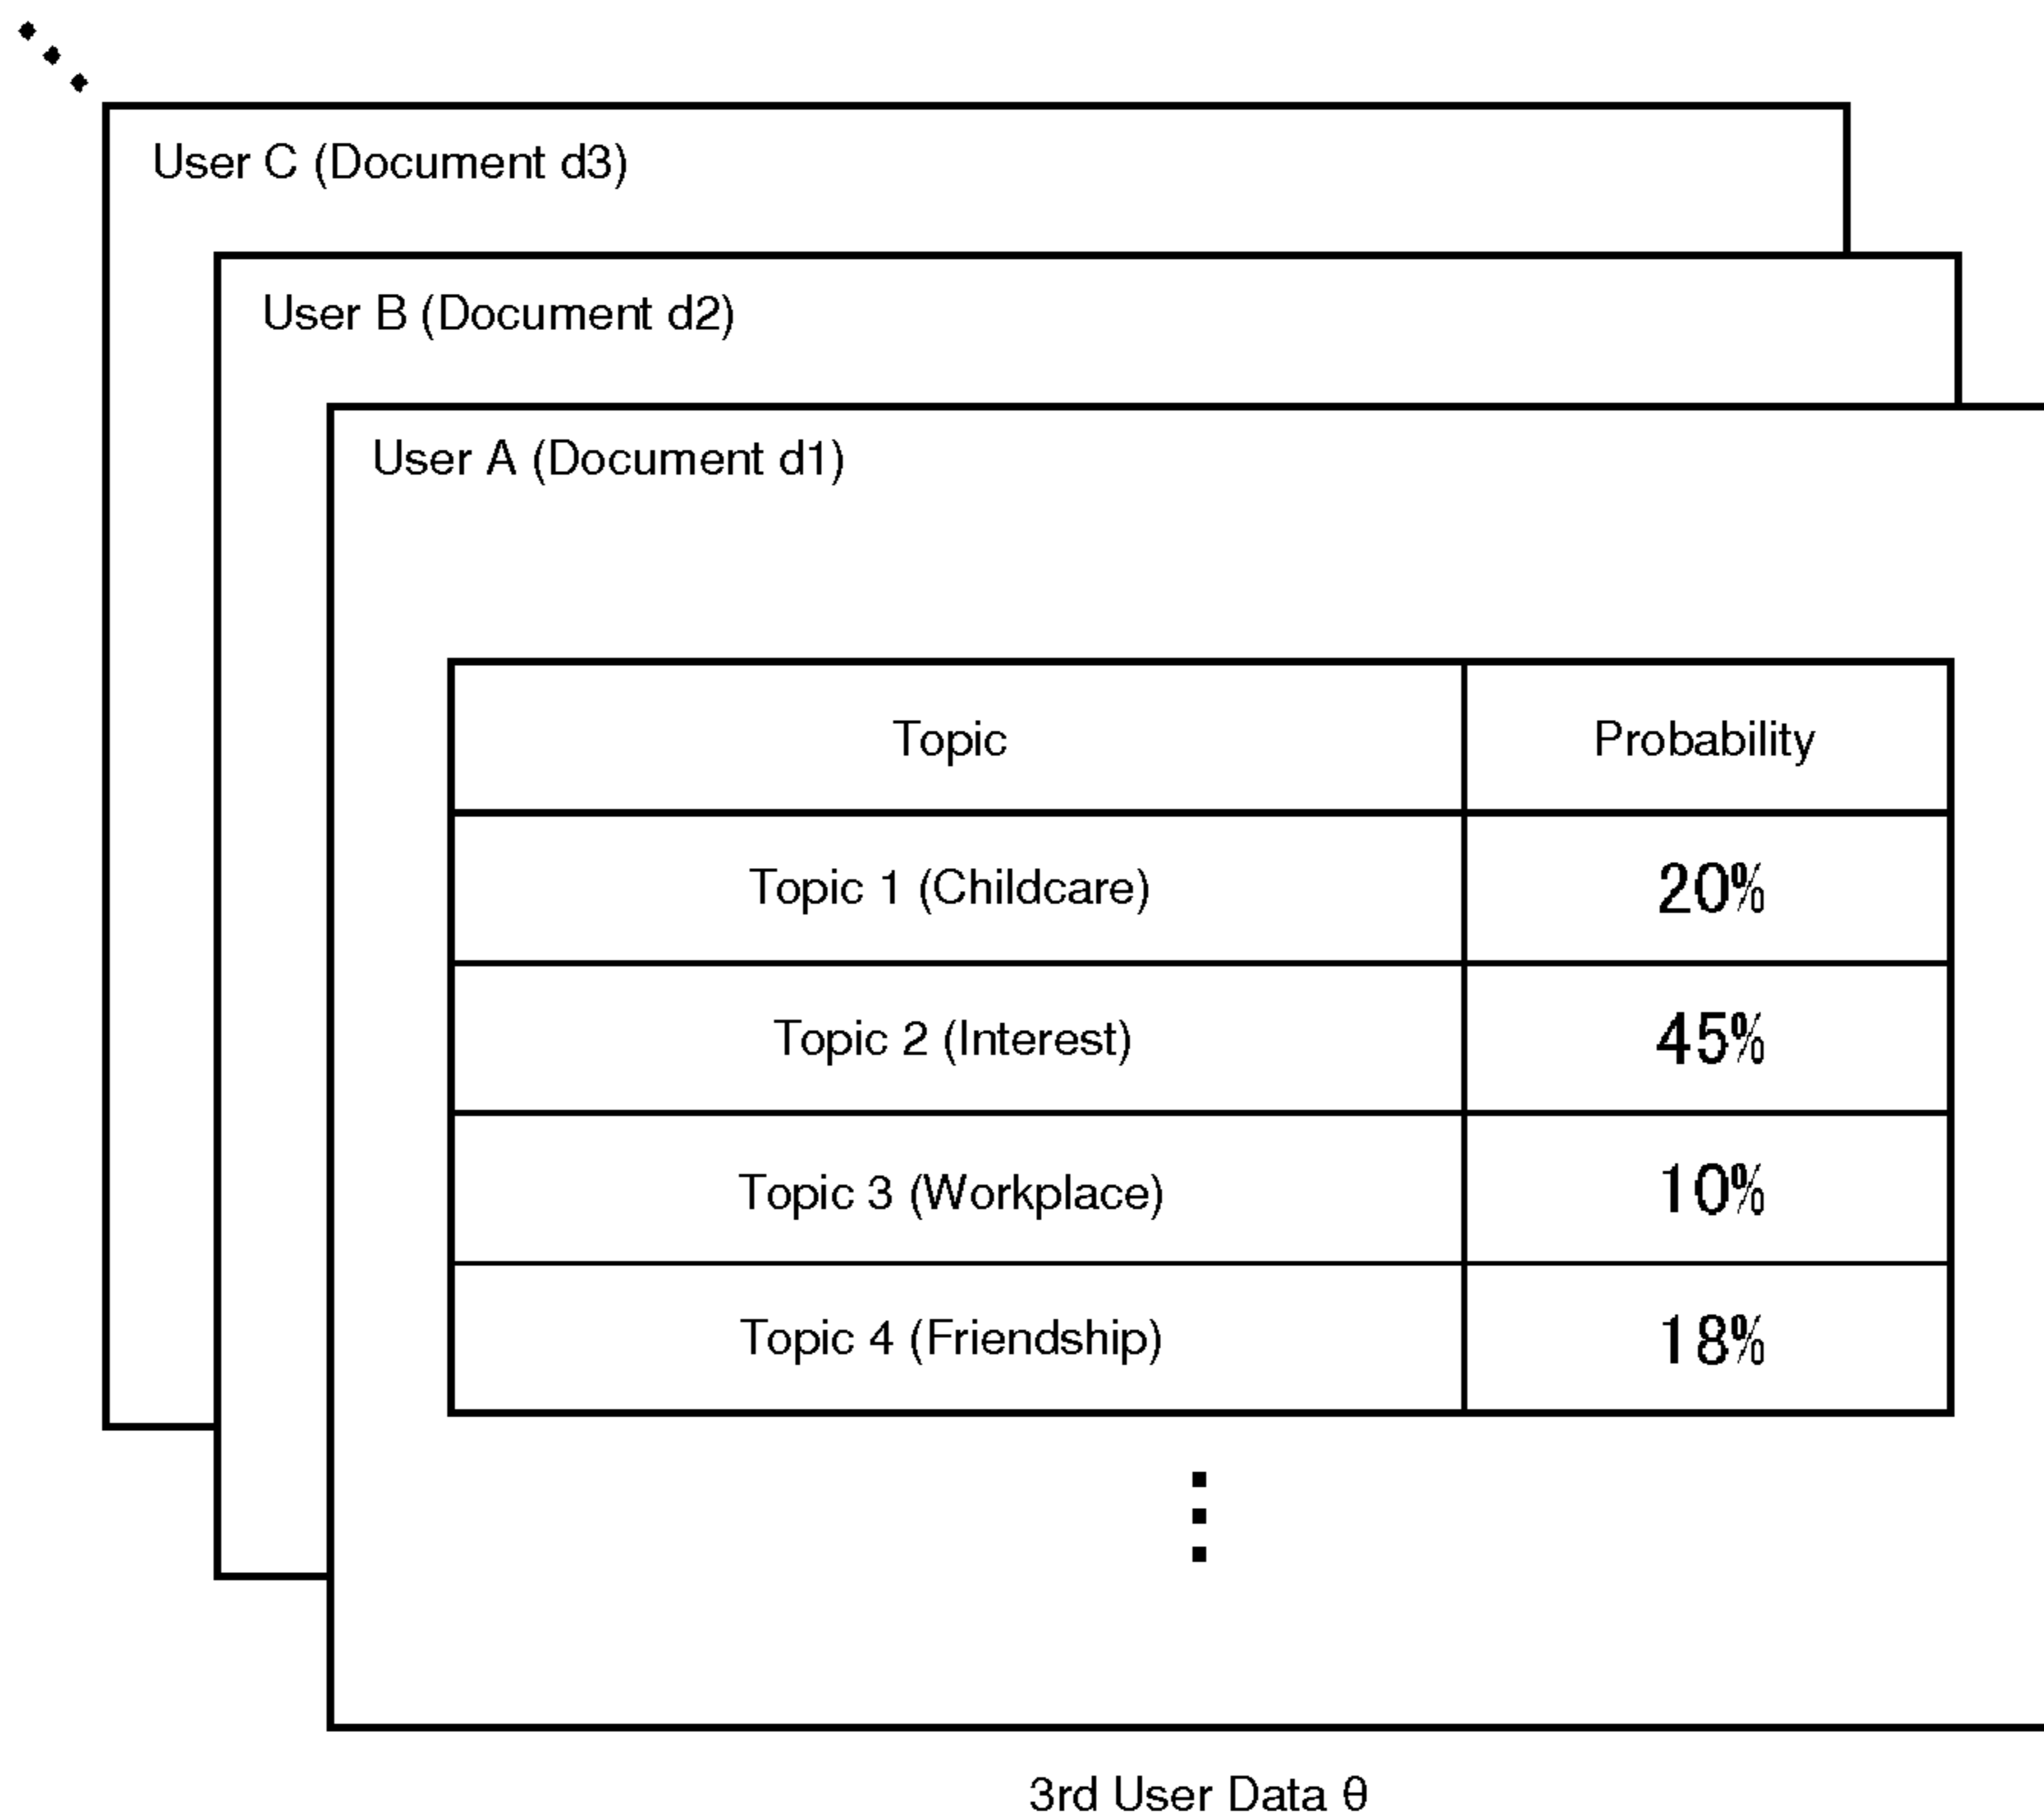 User C (Document d3)
User B (Document d2)
User A (Document d1)
Topic Probability
Topic 1 (Childcare) 20%
Topic 2 (Interest) 45%
Topic 3 (Workplace) 10%
Topic 4 (Friendship) 18%
3rd User Data θ